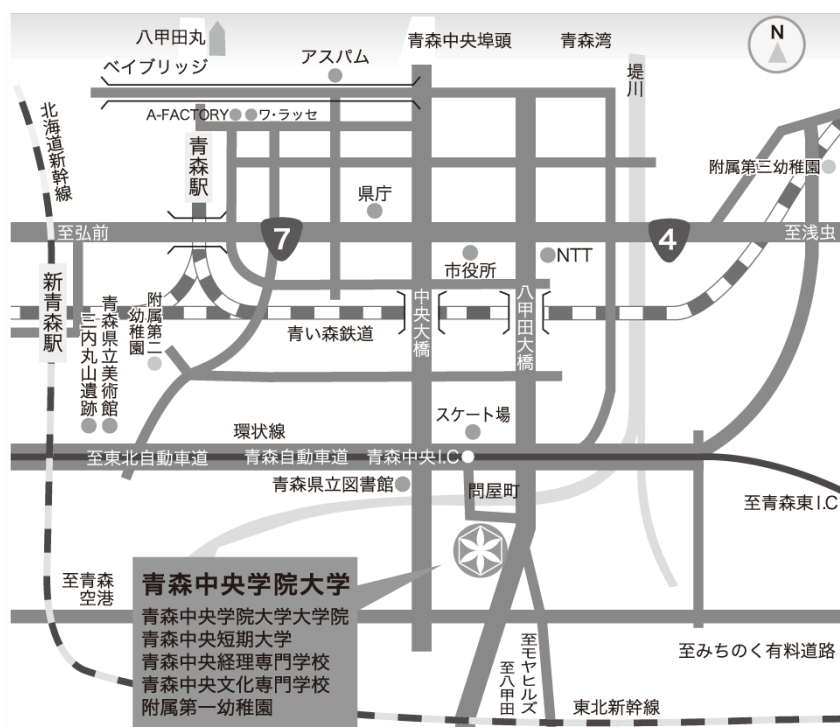 八甲田丸
青森中央埠頭
青森湾
N
ベイブリッジ
アスパム
堤川
A-FACTORY
ワ・ラッセ
北海道新幹線
青森駅
附属第三幼稚園
県庁
至弘前
7
4
至浅虫
市役所
NTT
新青森駅
青森県立美術館
三内丸山遺跡
附属第二
幼稚園
青い森鉄道
中央大橋
八甲田大橋
スケート場
環状線
至東北自動車道
青森自動車道
青森中央I.C
青森県立図書館
問屋町
至青森東I.C
至青森
空港
青森中央学院大学
青森中央学院大学大学院
青森中央短期大学
青森中央経理専門学校
青森中央文化専門学校
附属第一幼稚園
至モヤヒルズ
至八甲田
至みちのく有料道路
東北新幹線